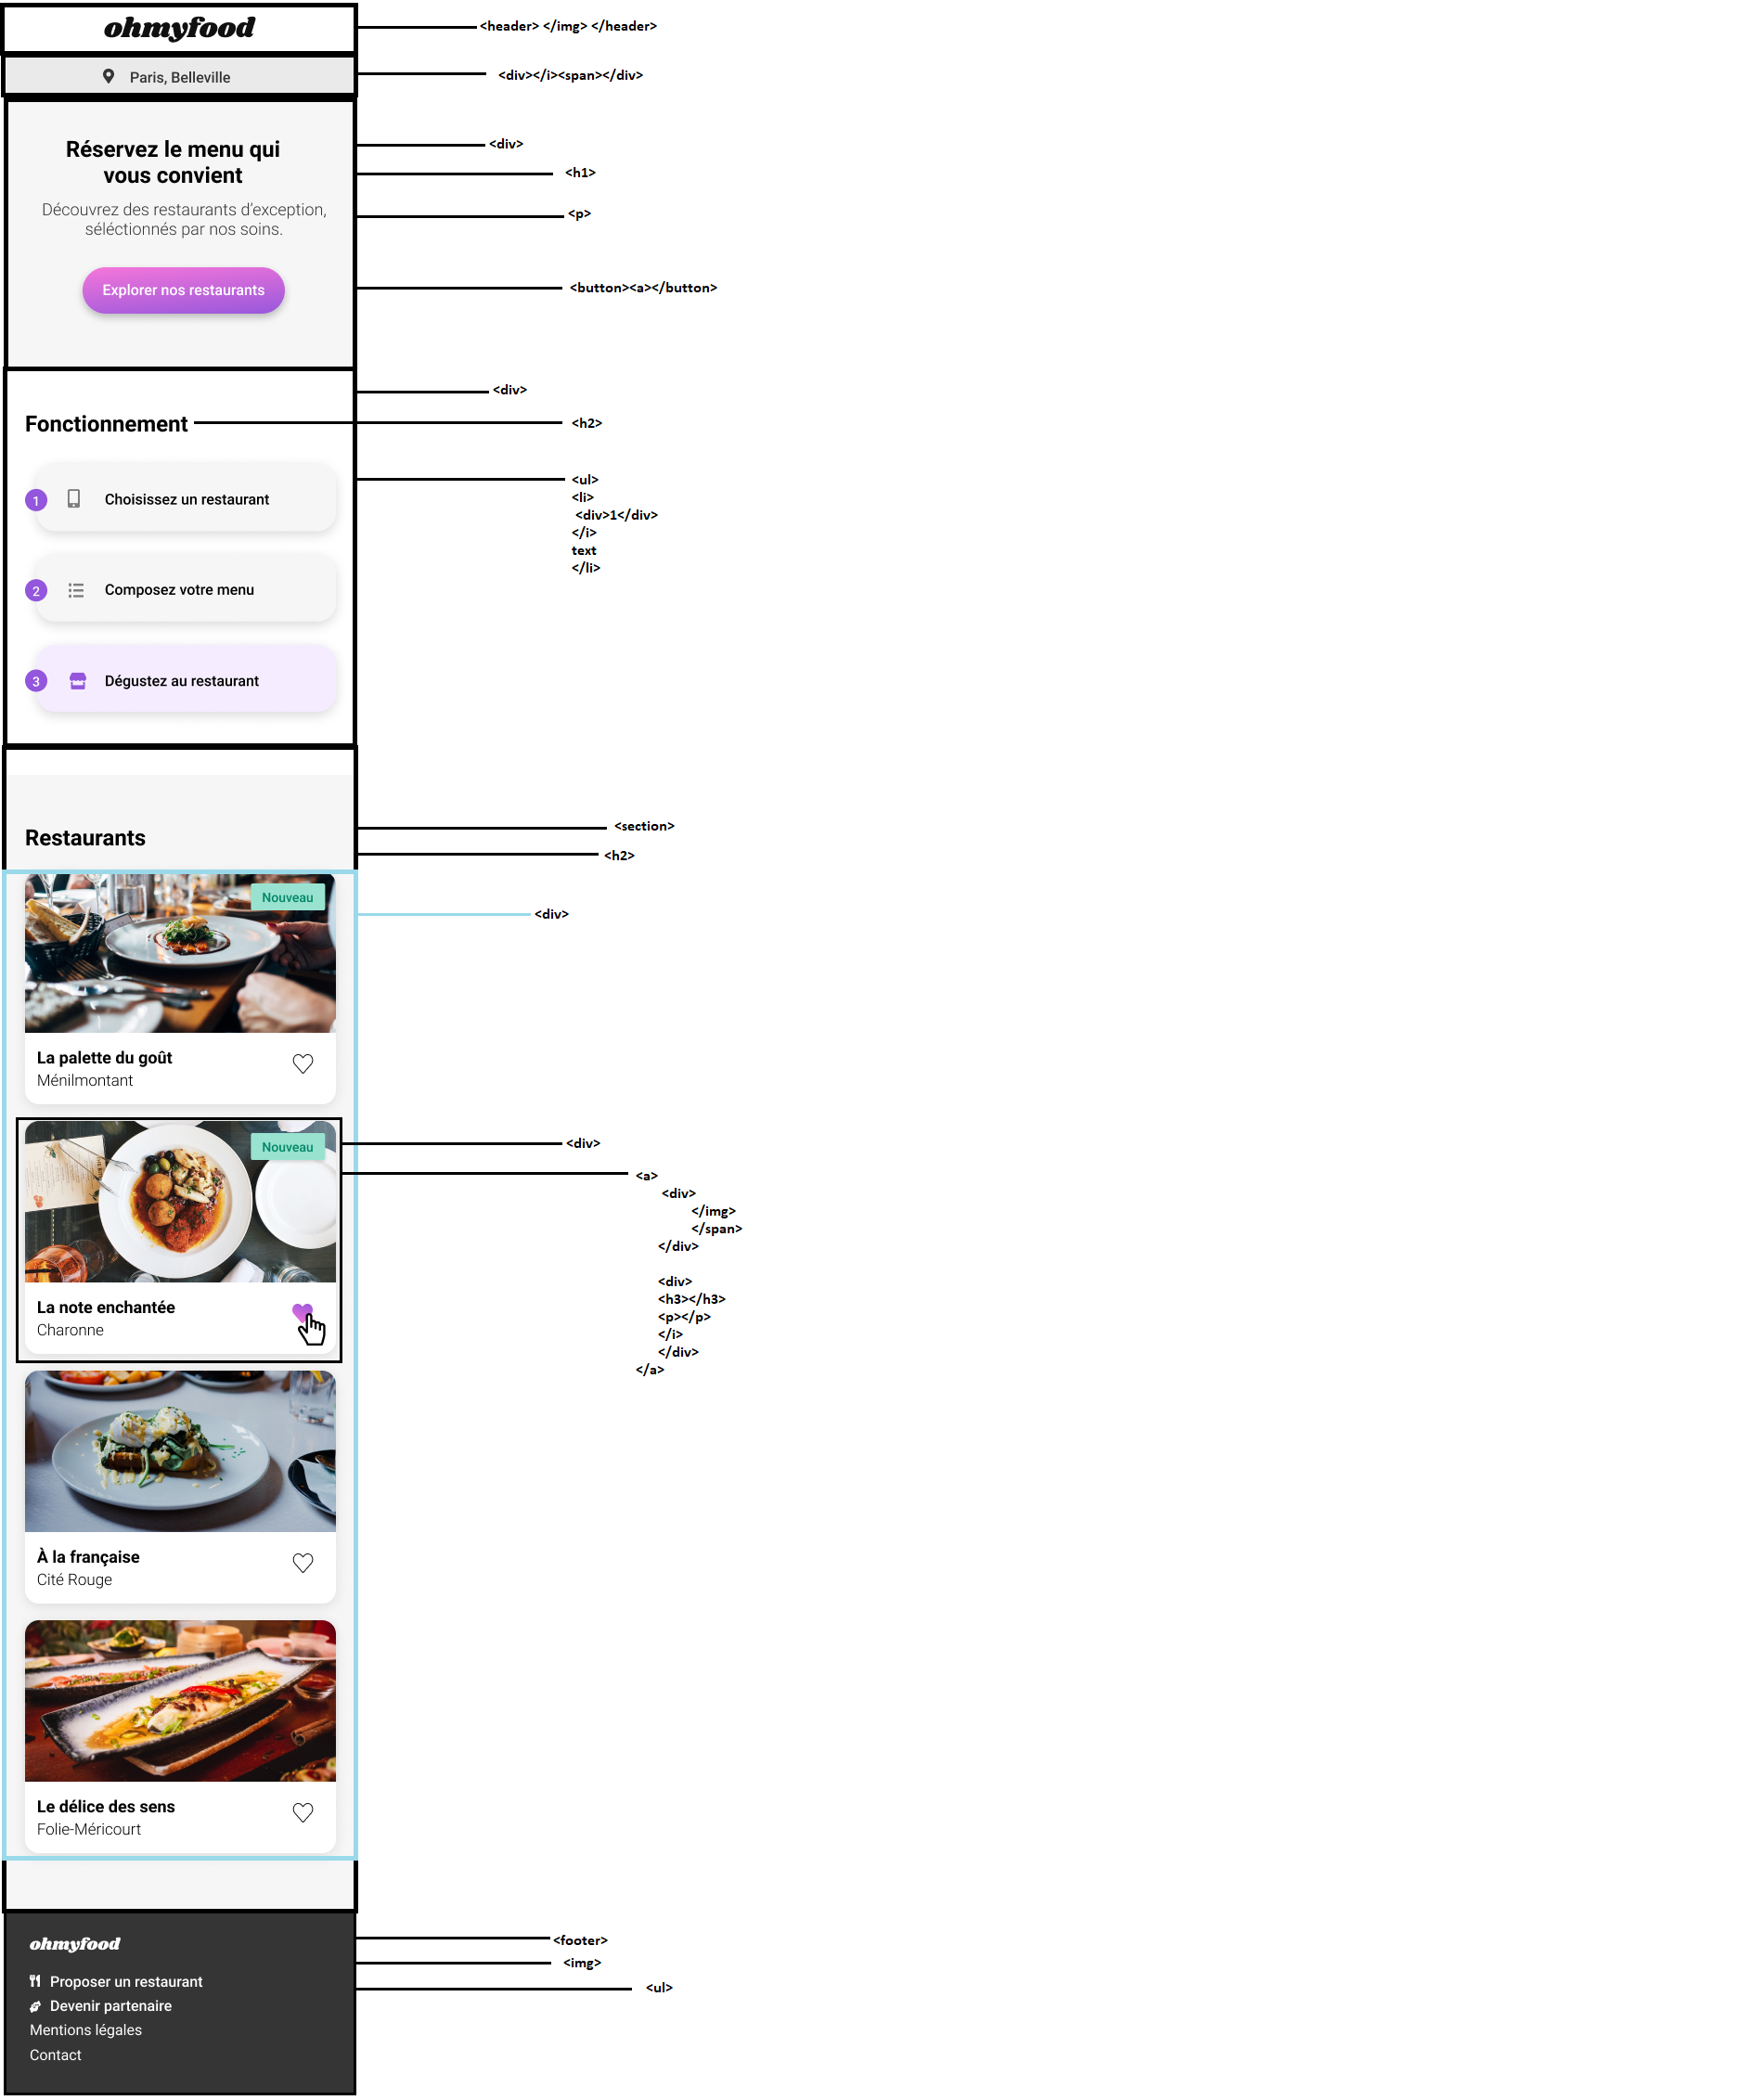 ohmyfood
<header> </img> </header>
Paris, Belleville
<div></i><span></div>
<div>
Réservez le menu qui
vous convient
<h1>
Découvrez des restaurants d'exception,
séléctionnés par nos soins.
<p>
Explorer nos restaurants
<button><a></button>
<div>
Fonctionnement
<h2>
1
Choisissez un restaurant
<ul>
<li>
<div>1</div>
</i>
text
</li>
2
Composez votre menu
3
Dégustez au restaurant
Restaurants
<section>
<h2>
Nouveau
<div>
La palette du goût
Ménilmontant
Nouveau
<div>
<a>
<div>
</img>
</span>
</div>
<div>
<h3></h3>
<p></p>
</i>
</div>
</a>
La note enchantée
Charonne
À la française
Cité Rouge
Le délice des sens
Folie-Méricourt
ohmyfood
<footer>
<img>
<ul>
Proposer un restaurant
Devenir partenaire
Mentions légales
Contact